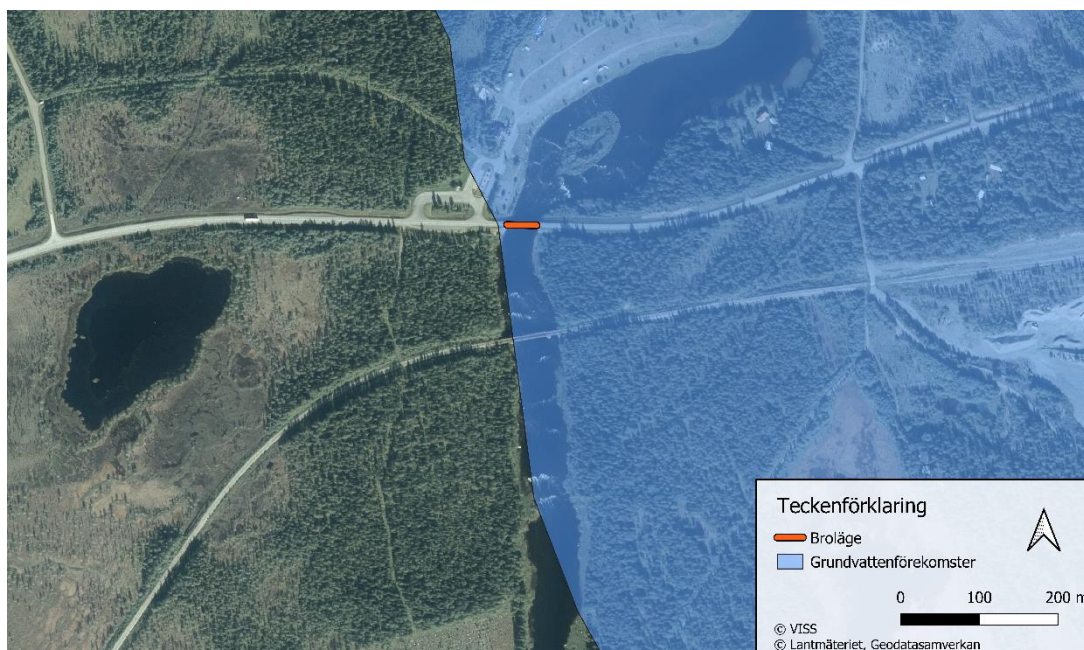 Teckenförklaring
Broläge
Grundvattenförekomster
0 100 200 m
© VISS
© Lantmäteriet, Geodatasamverkan